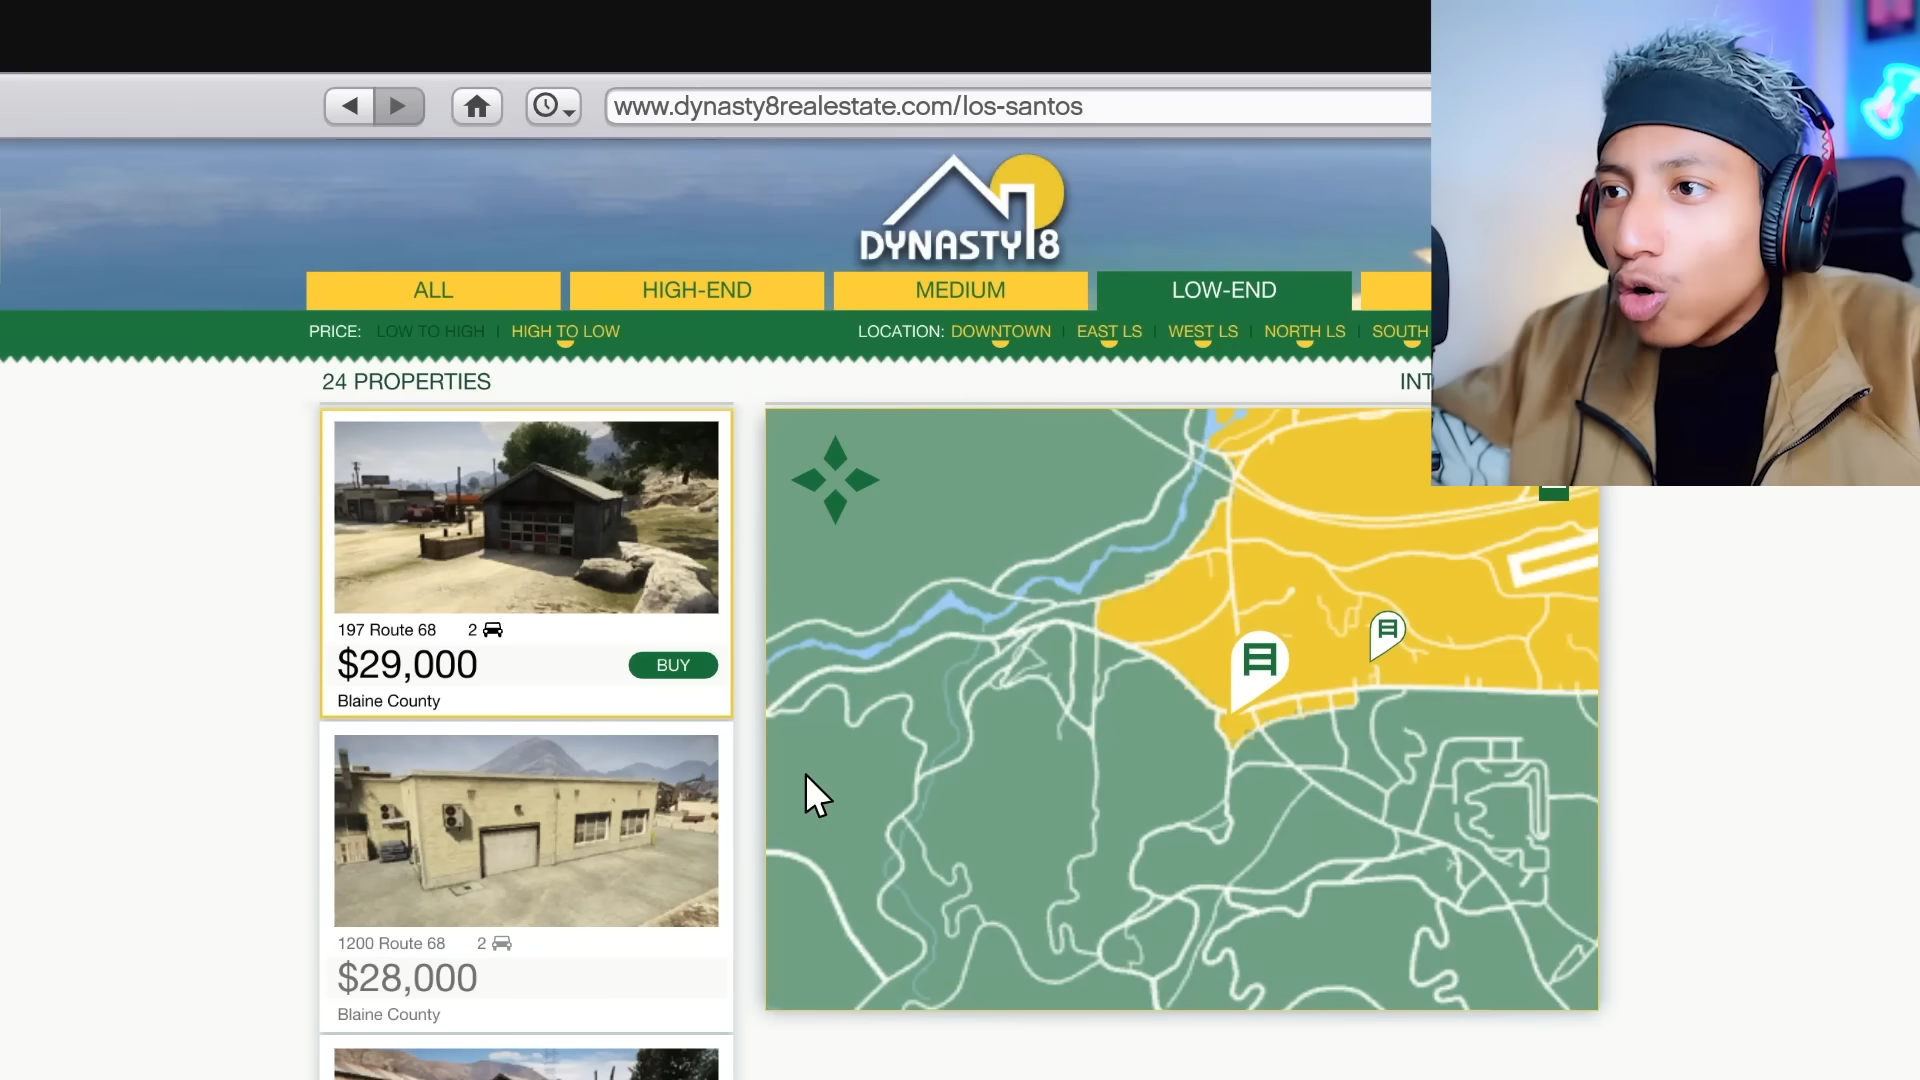 www.dynasty8realestate.com/los-santos
DYNASTY 8
ALL
HIGH-END
MEDIUM
LOW-END
PRICE: LOW TO HIGH HIGH TO LOW LOCATION: DOWNTOWN EAST LS WEST LS NORTH LS SOUTH
24 PROPERTIES
INT
197 Route 68 2
$29,000
BUY
Blaine County
1200 Route 68 2
$28,000
Blaine County